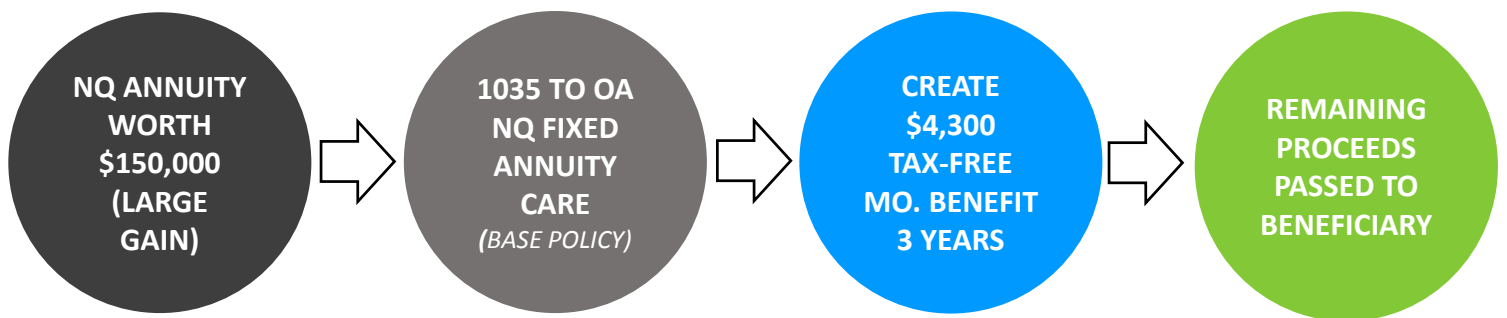 NQ ANNUITY
WORTH
$150,000
(LARGE
GAIN)
1035 TO OA
NQ FIXED
ANNUITY
CARE
(BASE POLICY)
CREATE
$4,300
TAX-FREE
MO. BENEFIT
3 YEARS
REMAINING
PROCEEDS
PASSED TO
BENEFICIARY